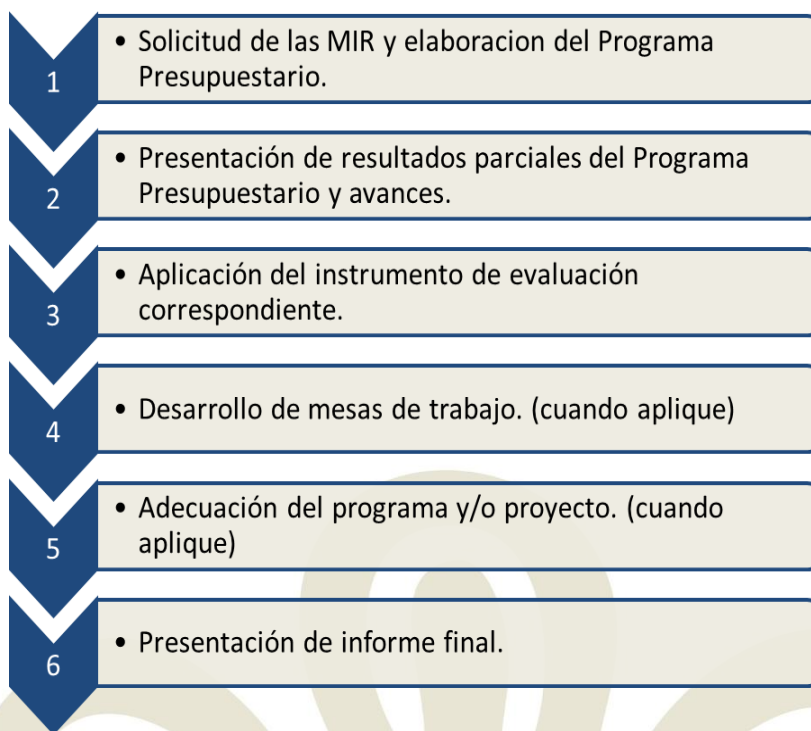 1
• Solicitud de las MIR y elaboracion del Programa
Presupuestario.
2
• Presentación de resultados parciales del Programa
Presupuestario y avances.
3
• Aplicación del instrumento de evaluación
correspondiente.
4
• Desarrollo de mesas de trabajo. (cuando aplique)
5
• Adecuación del programa y/o proyecto. (cuando
aplique)
6
• Presentación de informe final.